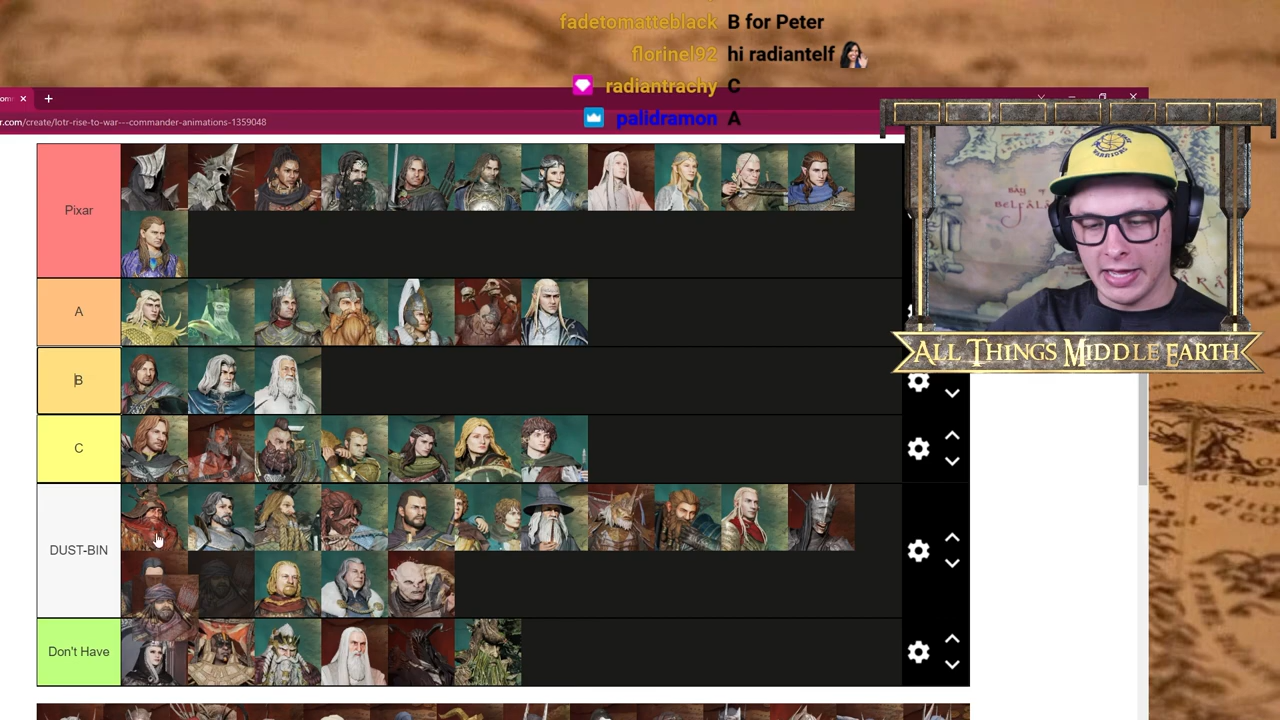 fadetomatteblack B for Peter
florinel92 hi radiantelf
radiantrachy C
palidramon A
r.com/create/lotr-rise-to-war---commander-animations-1359048
Pixar
A
B
C
DUST-BIN
Don't Have
WARRIORS
BELFALAS
ALL THINGS MIDDLE EARTH